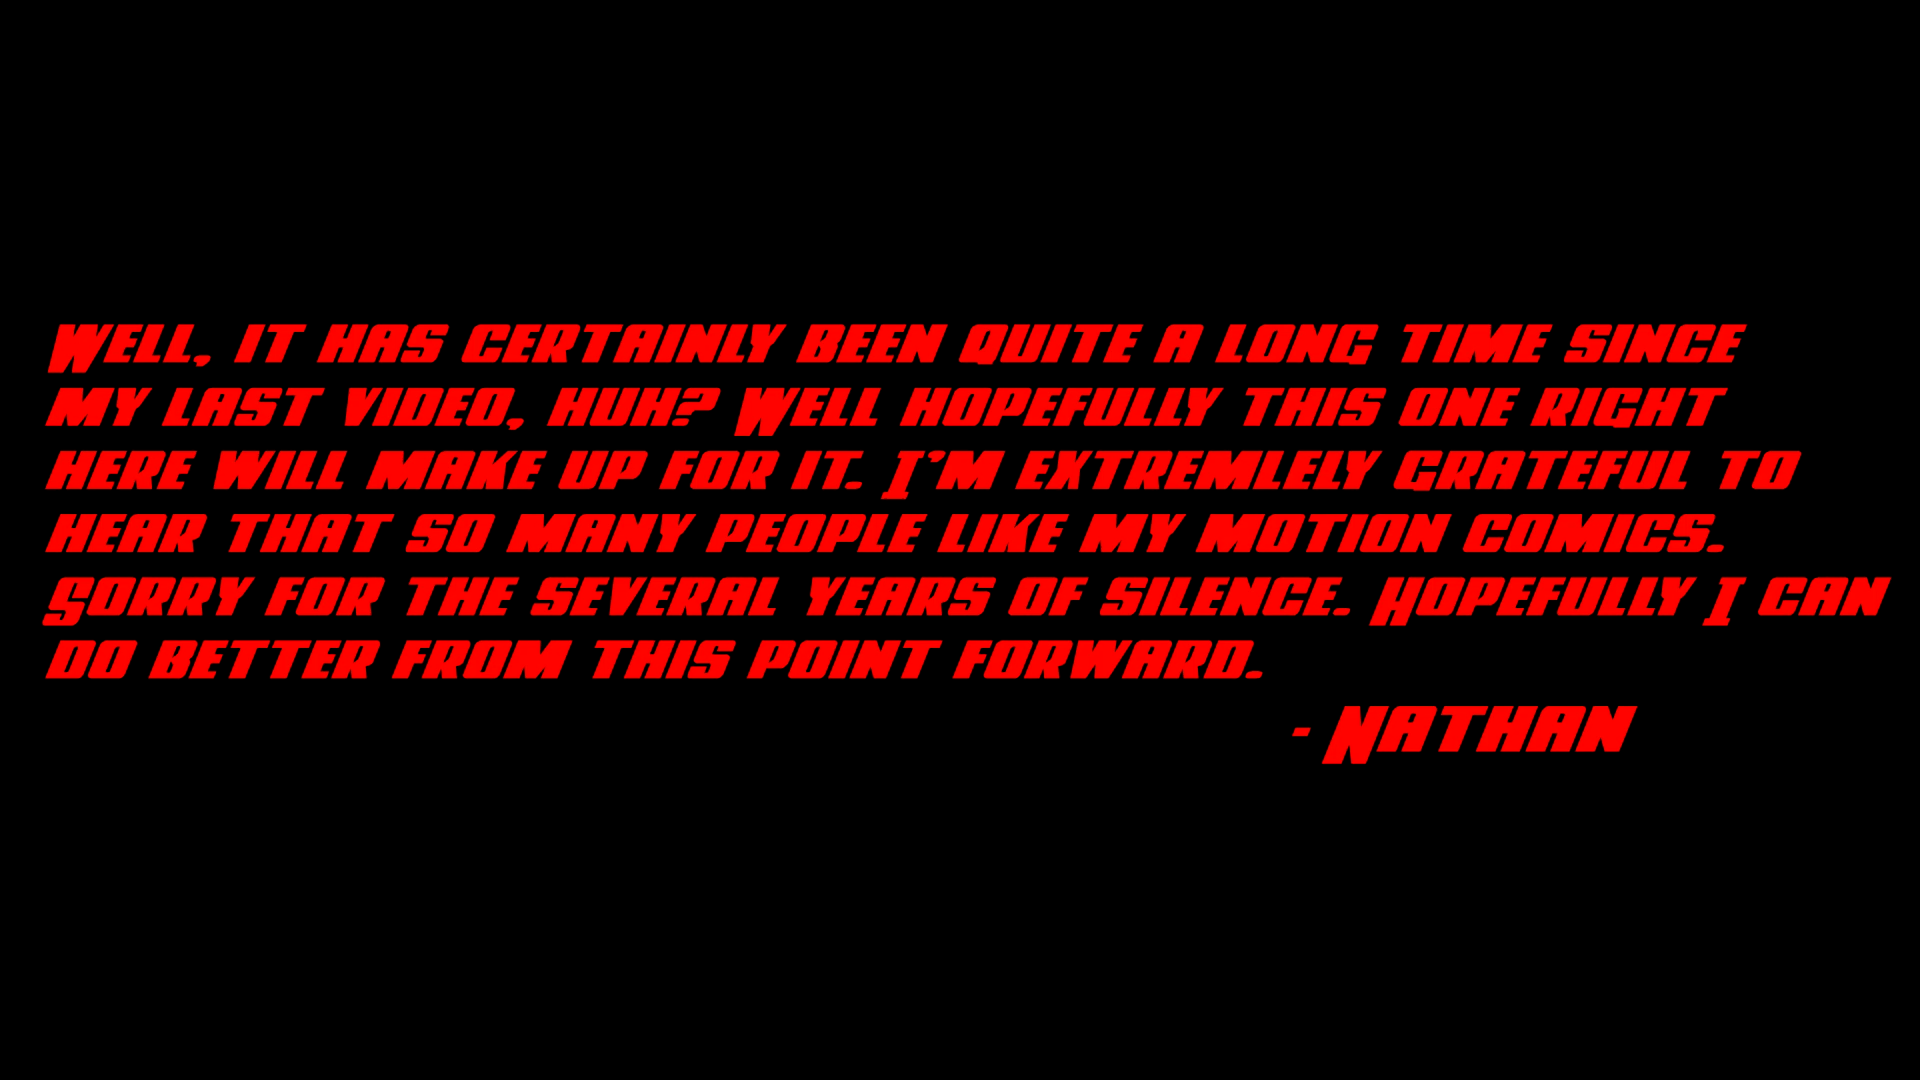 Well, it has certainly been quite a long time since
my last video, huh? Well hopefully this one right
here will make up for it. I'm extremlely grateful to
hear that so many people like my motion comics.
Sorry for the several years of silence. Hopefully I can
do better from this point forward.
- Nathan